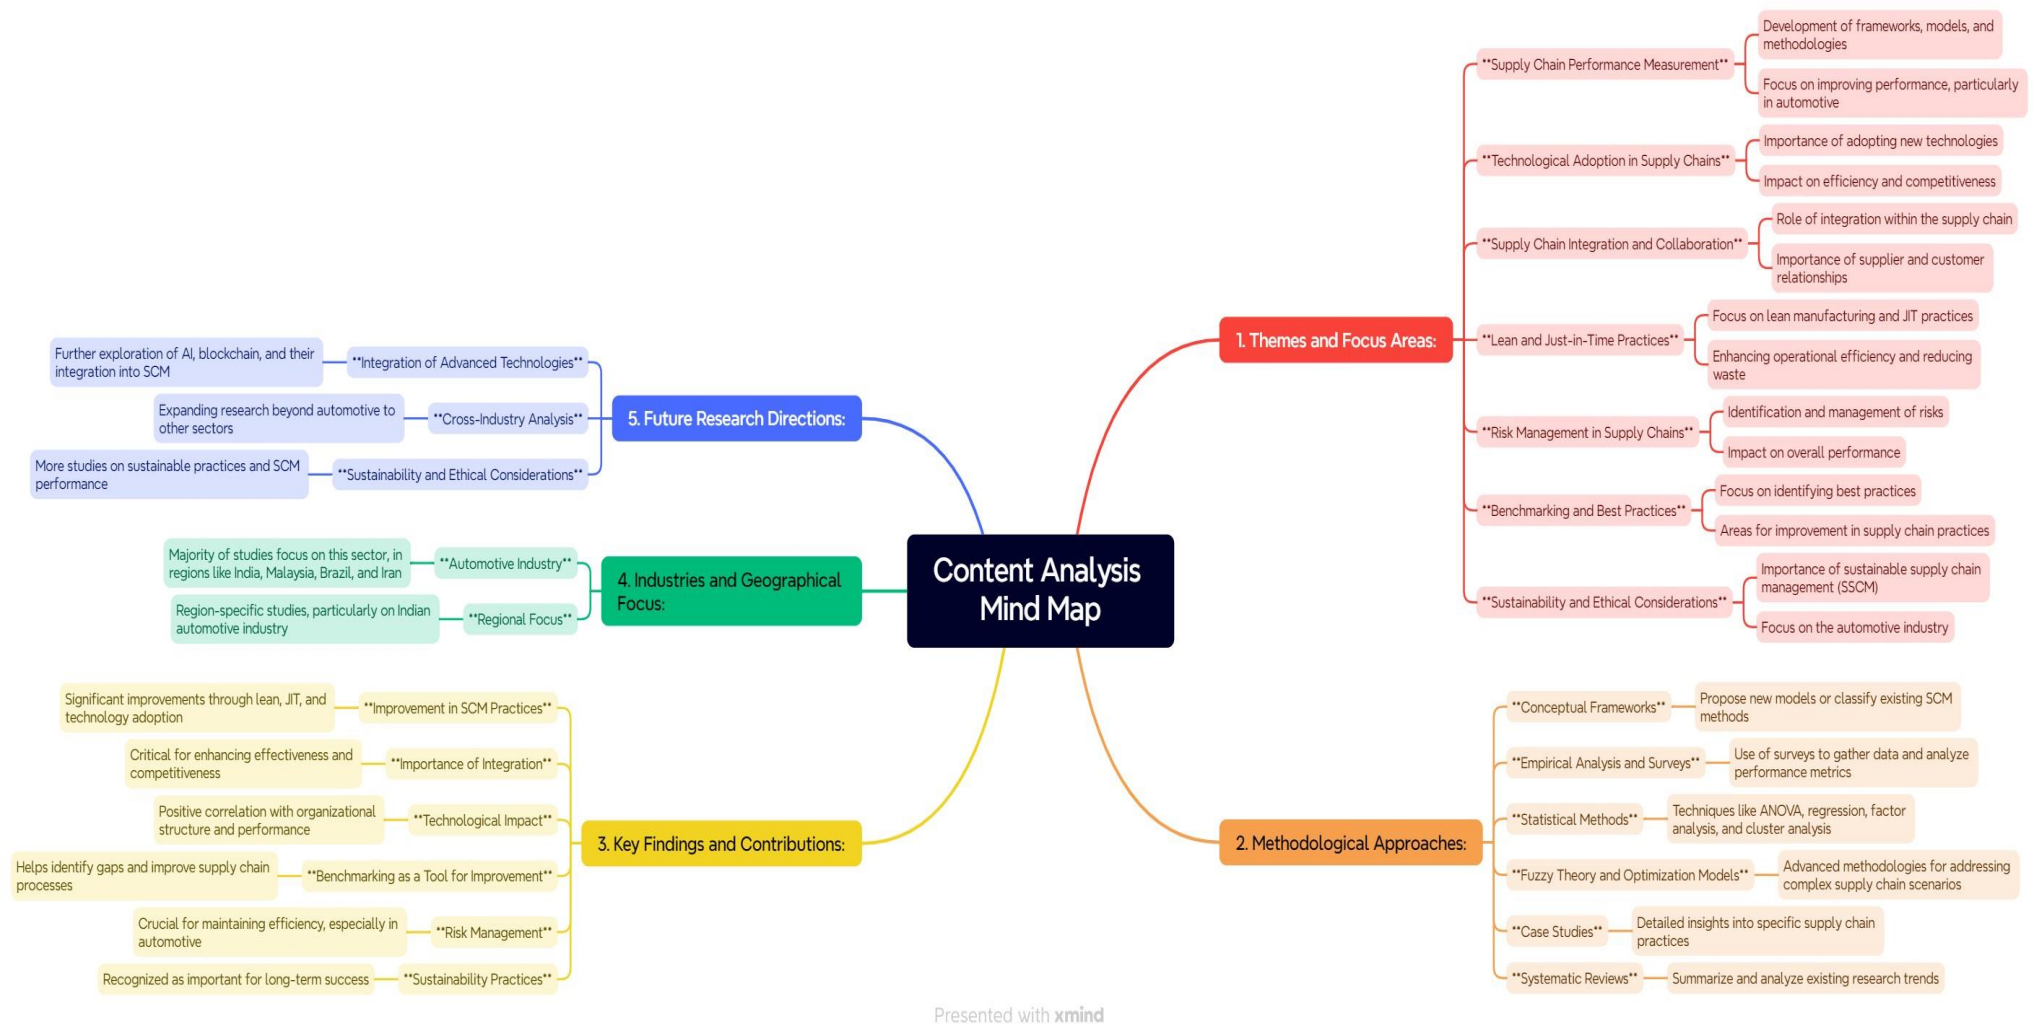 Content Analysis
Mind Map
1. Themes and Focus Areas:
**Supply Chain Performance Measurement**
Development of frameworks, models, and
methodologies
Focus on improving performance, particularly
in automotive
**Technological Adoption in Supply Chains**
Importance of adopting new technologies
Impact on efficiency and competitiveness
**Supply Chain Integration and Collaboration**
Role of integration within the supply chain
Importance of supplier and customer
relationships
**Lean and Just-in-Time Practices**
Focus on lean manufacturing and JIT practices
Enhancing operational efficiency and reducing
waste
**Risk Management in Supply Chains**
Identification and management of risks
Impact on overall performance
**Benchmarking and Best Practices**
Focus on identifying best practices
Areas for improvement in supply chain practices
**Sustainability and Ethical Considerations**
Importance of sustainable supply chain
management (SSCM)
Focus on the automotive industry
2. Methodological Approaches:
**Conceptual Frameworks**
Propose new models or classify existing SCM
methods
**Empirical Analysis and Surveys**
Use of surveys to gather data and analyze
performance metrics
**Statistical Methods**
Techniques like ANOVA, regression, factor
analysis, and cluster analysis
**Fuzzy Theory and Optimization Models**
Advanced methodologies for addressing
complex supply chain scenarios
**Case Studies**
Detailed insights into specific supply chain
practices
**Systematic Reviews**
Summarize and analyze existing research trends
3. Key Findings and Contributions:
**Improvement in SCM Practices**
Significant improvements through lean, JIT, and
technology adoption
**Importance of Integration**
Critical for enhancing effectiveness and
competitiveness
**Technological Impact**
Positive correlation with organizational
structure and performance
**Benchmarking as a Tool for Improvement**
Helps identify gaps and improve supply chain
processes
**Risk Management**
Crucial for maintaining efficiency, especially in
automotive
**Sustainability Practices**
Recognized as important for long-term success
4. Industries and Geographical
Focus:
**Automotive Industry**
Majority of studies focus on this sector, in
regions like India, Malaysia, Brazil, and Iran
**Regional Focus**
Region-specific studies, particularly on Indian
automotive industry
5. Future Research Directions:
**Integration of Advanced Technologies**
Further exploration of AI, blockchain, and their
integration into SCM
**Cross-Industry Analysis**
Expanding research beyond automotive to
other sectors
**Sustainability and Ethical Considerations**
More studies on sustainable practices and SCM
performance
Presented with xmind